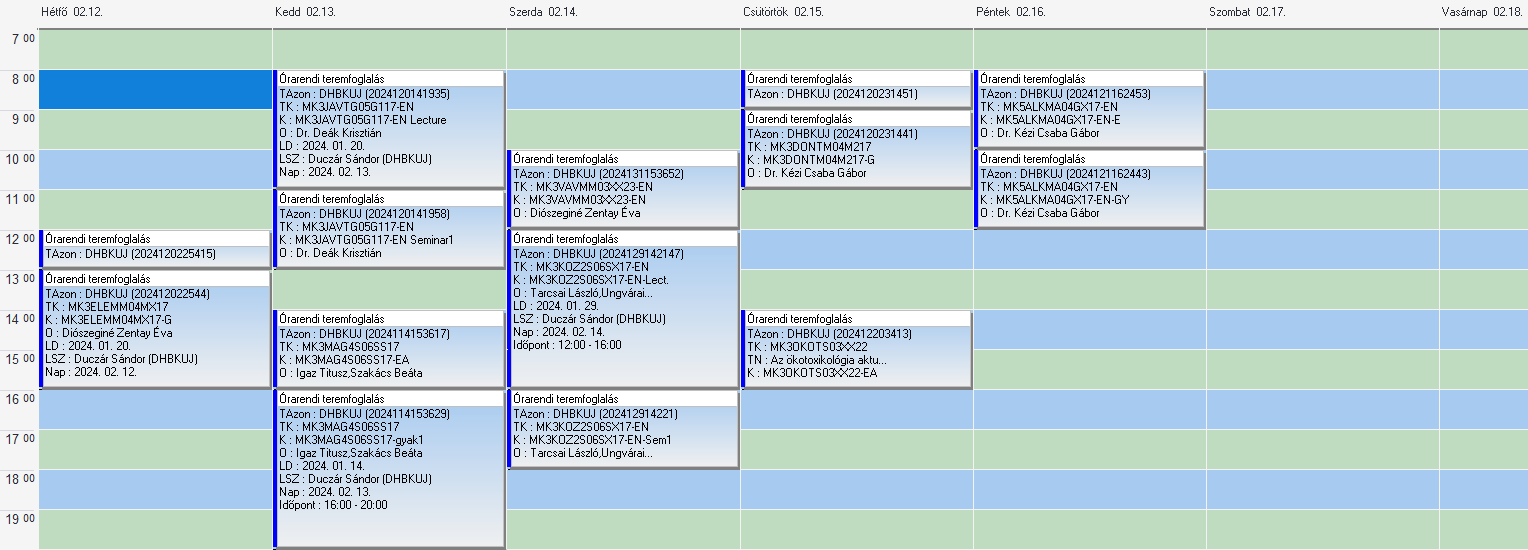 Hétfő 02.12.
Kedd 02.13.
Szerda 02.14.
Csütörtök 02.15.
Péntek 02.16.
Szombat 02.17.
Vasárnap 02.18.
7 00
8 00
9 00
10 00
11 00
12 00
13 00
14 00
15 00
16 00
17 00
18 00
19 00
Órarendi teremfoglalás
TAzon : DHBKUJ (2024120225415)
Órarendi teremfoglalás
TAzon : DHBKUJ (202412022544)
TK : MK3ELEMM04MX17
K : MK3ELEMM04MX17-G
O : Diószeginé Zentay Éva
LD : 2024. 01. 20.
LSZ : Duczár Sándor (DHBKUJ)
Nap : 2024. 02. 12.
Órarendi teremfoglalás
TAzon : DHBKUJ (2024120141935)
TK : MK3JAVTG05G117-EN
K : MK3JAVTG05G117-EN Lecture
O : Dr. Deák Krisztián
LD : 2024. 01. 20.
LSZ : Duczár Sándor (DHBKUJ)
Nap : 2024. 02. 13.
Órarendi teremfoglalás
TAzon : DHBKUJ (2024120141958)
TK : MK3JAVTG05G117-EN
K : MK3JAVTG05G117-EN Seminar1
O : Dr. Deák Krisztián
Órarendi teremfoglalás
TAzon : DHBKUJ (2024114153617)
TK : MK3MAG4S06SS17
K : MK3MAG4S06SS17-EA
O : Igaz Titusz,Szakács Beáta
Órarendi teremfoglalás
TAzon : DHBKUJ (2024114153629)
TK : MK3MAG4S06SS17
K : MK3MAG4S06SS17-gyak1
O : Igaz Titusz,Szakács Beáta
LD : 2024. 01. 14.
LSZ : Duczár Sándor (DHBKUJ)
Nap : 2024. 02. 13.
Időpont : 16:00 - 20:00
Órarendi teremfoglalás
TAzon : DHBKUJ (2024131153652)
TK : MK3VAVMM03XX23-EN
K : MK3VAVMM03XX23-EN
O : Diószeginé Zentay Éva
Órarendi teremfoglalás
TAzon : DHBKUJ (2024129142147)
TK : MK3KOZ2S06SX17-EN
K : MK3KOZ2S06SX17-EN-Lect.
O : Tarcsai László,Ungvárai...
LD : 2024. 01. 29.
LSZ : Duczár Sándor (DHBKUJ)
Nap : 2024. 02. 14.
Időpont : 12:00 - 16:00
Órarendi teremfoglalás
TAzon : DHBKUJ (202412914221)
TK : MK3KOZ2S06SX17-EN
K : MK3KOZ2S06SX17-EN-Sem1
O : Tarcsai László,Ungvárai...
Órarendi teremfoglalás
TAzon : DHBKUJ (2024120231451)
Órarendi teremfoglalás
TAzon : DHBKUJ (2024120231441)
TK : MK3DONTM04M217
K : MK3DONTM04M217-G
O : Dr. Kézi Csaba Gábor
Órarendi teremfoglalás
TAzon : DHBKUJ (202412203413)
TK : MK3OKOTS03XX22
TN : Az ökotoxikológia aktu...
K : MK3OKOTS03XX22-EA
Órarendi teremfoglalás
TAzon : DHBKUJ (2024121162453)
TK : MK5ALKMA04GX17-EN
K : MK5ALKMA04GX17-EN-E
O : Dr. Kézi Csaba Gábor
Órarendi teremfoglalás
TAzon : DHBKUJ (2024121162443)
TK : MK5ALKMA04GX17-EN
K : MK5ALKMA04GX17-EN-GY
O : Dr. Kézi Csaba Gábor